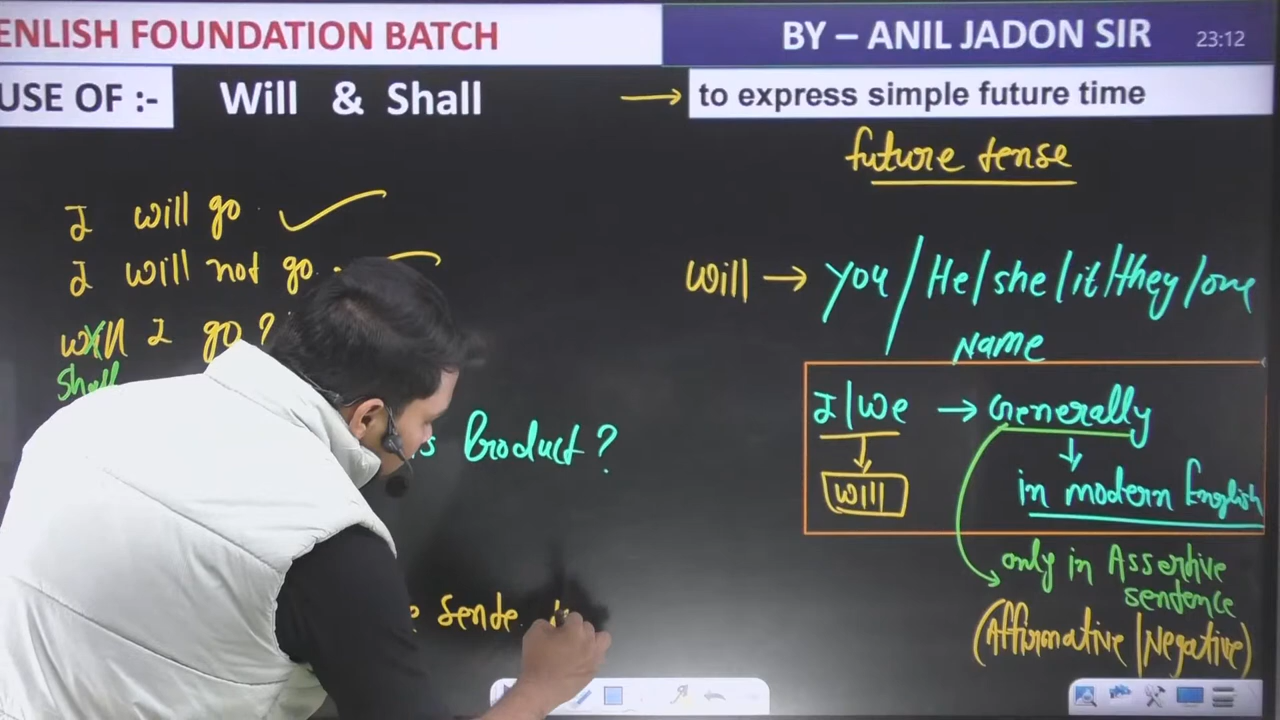 ENLISH FOUNDATION BATCH
BY – ANIL JADON SIR 23:12
USE OF :- Will & Shall → to express simple future time
future tense
I will go
I will not go.
will I go?
Shall
s Product?
sente
Will → you / He / she / it / they / one
Name
I / We → Generally
Will
in modern English
only in Assertive
sentence
(Affirmative / Negative)